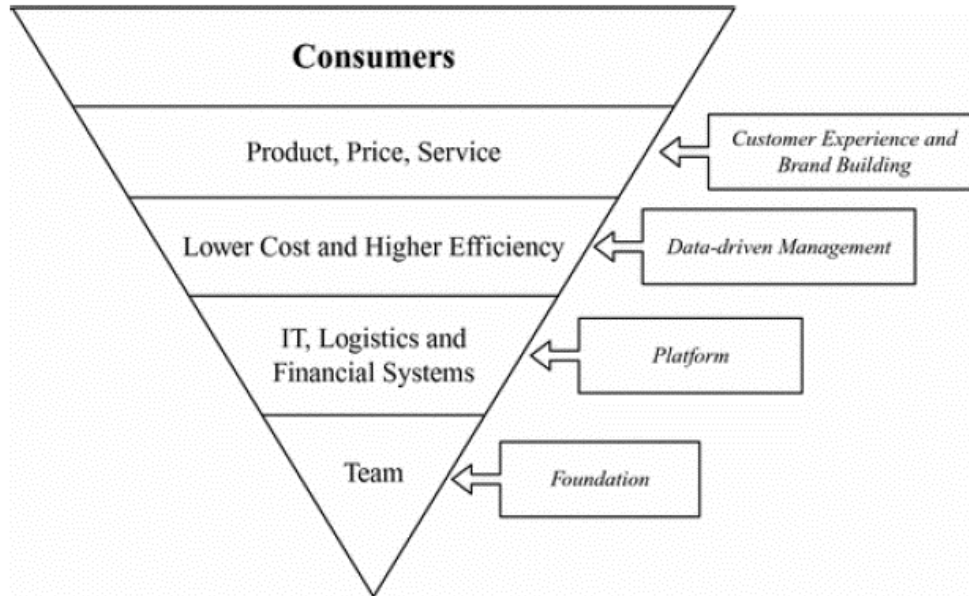 Consumers
Product, Price, Service
Customer Experience and
Brand Building
Lower Cost and Higher Efficiency
Data-driven Management
IT, Logistics and
Financial Systems
Platform
Team
Foundation